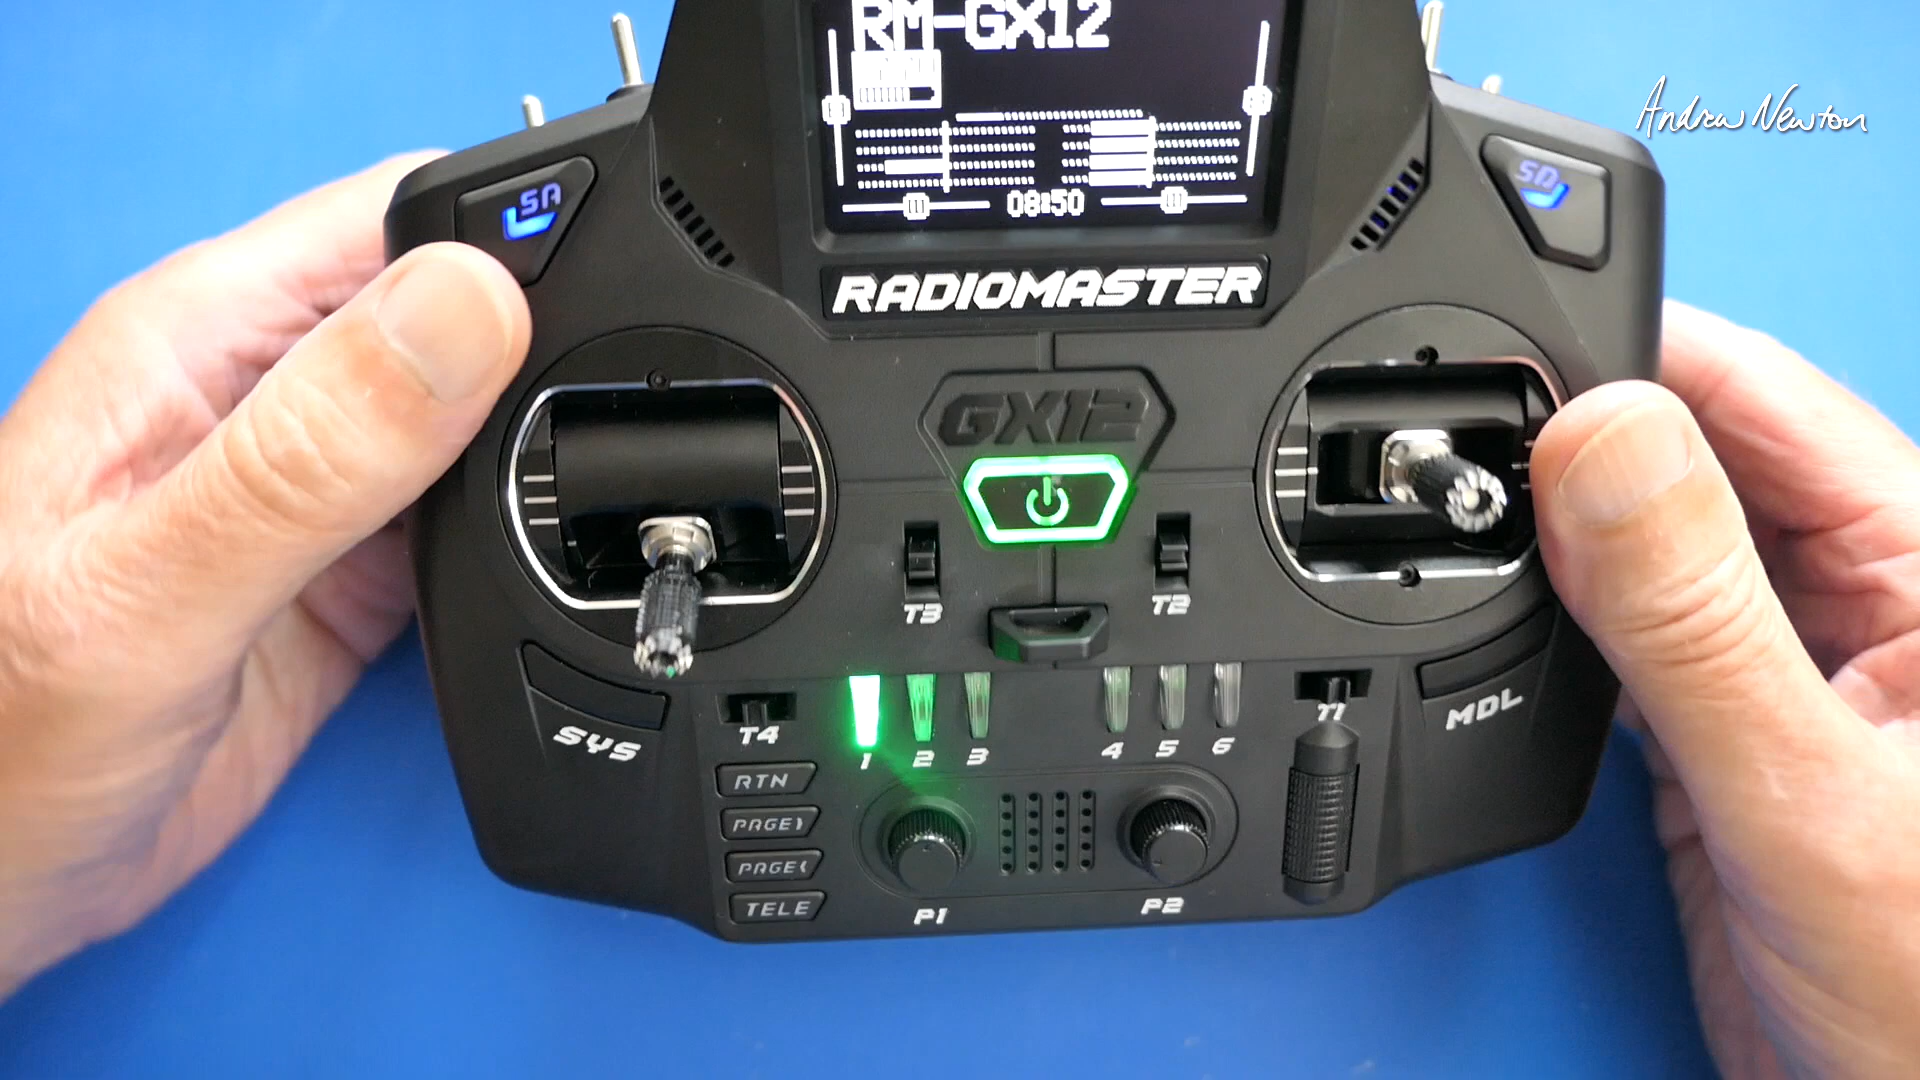 RM-GX12
Andrew Newton
SA
SD
08:50
RADIOMASTER
GX12
T3
T2
SYS
T4
1
2
3
4
5
6
T1
MDL
RTN
PAGE>
PAGE<
TELE
P1
P2